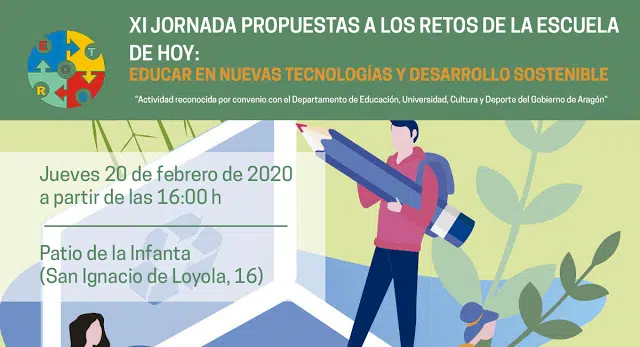 XI JORNADA PROPUESTAS A LOS RETOS DE LA ESCUELA
DE HOY:
EDUCAR EN NUEVAS TECNOLOGÍAS Y DESARROLLO SOSTENIBLE
"Actividad reconocida por convenio con el Departamento de Educación, Universidad, Cultura y Deporte del Gobierno de Aragón"
E
T
R
O
Jueves 20 de febrero de 2020
a partir de las 16:00 h
Patio de la Infanta
(San Ignacio de Loyola, 16)